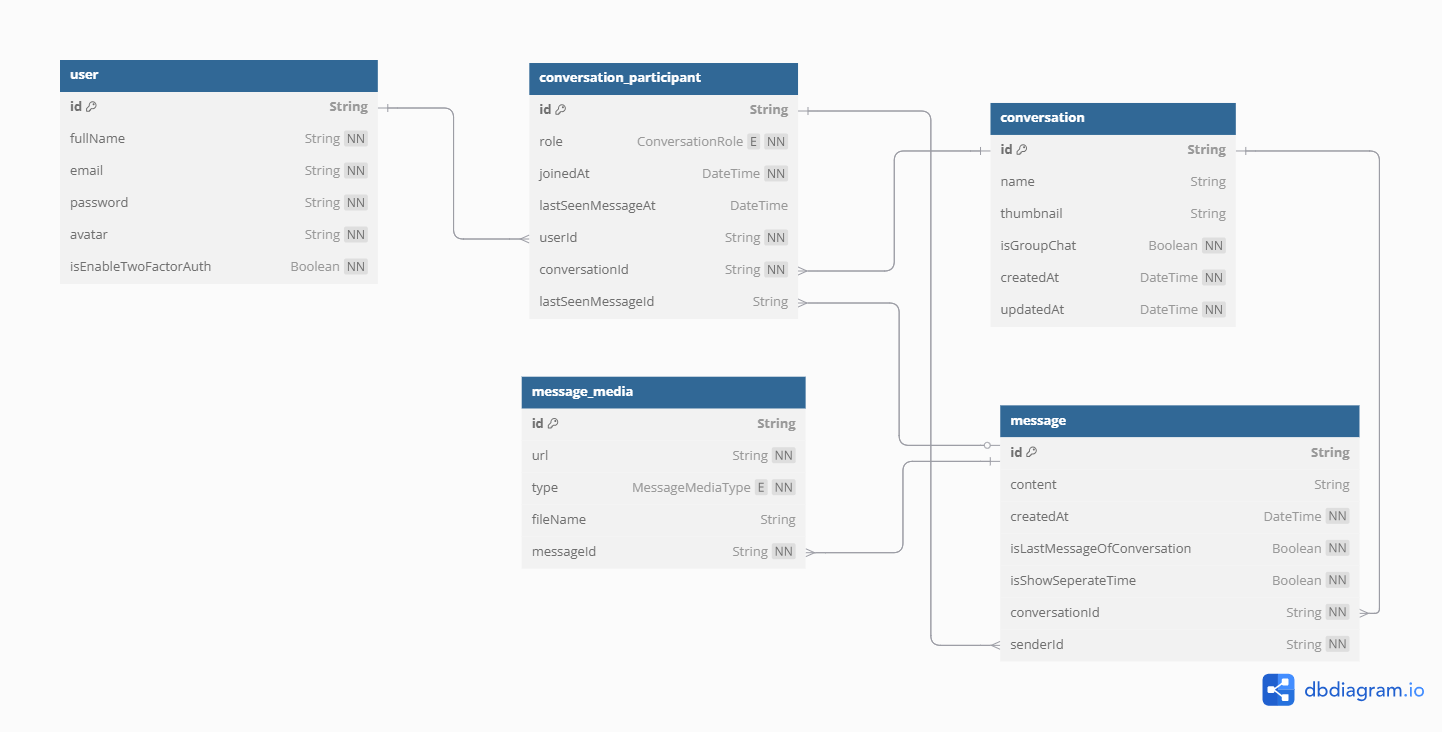 user
id String
fullName String NN
email String NN
password String NN
avatar String NN
isEnableTwoFactorAuth Boolean NN
conversation_participant
id String
role ConversationRole E NN
joinedAt DateTime NN
lastSeenMessageAt DateTime
userId String NN
conversationId String NN
lastSeenMessageId String
conversation
id String
name String
thumbnail String
isGroupChat Boolean NN
createdAt DateTime NN
updatedAt DateTime NN
message_media
id String
url String NN
type MessageMediaType E NN
fileName String
messageId String NN
message
id String
content String
createdAt DateTime NN
isLastMessageOfConversation Boolean NN
isShowSeperateTime Boolean NN
conversationId String NN
senderId String NN
dbdiagram.io